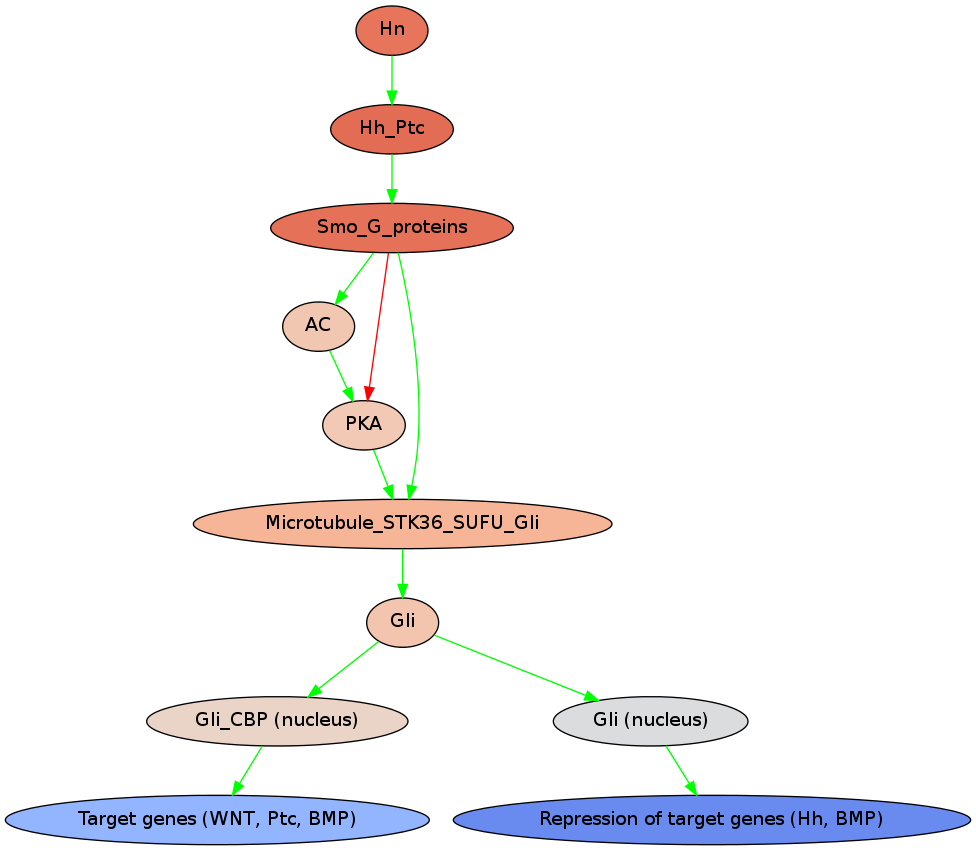 Hn
Hh_Ptc
Smo_G_proteins
AC
PKA
Microtubule_STK36_SUFU_Gli
Gli
Gli_CBP (nucleus)
Gli (nucleus)
Target genes (WNT, Ptc, BMP)
Repression of target genes (Hh, BMP)